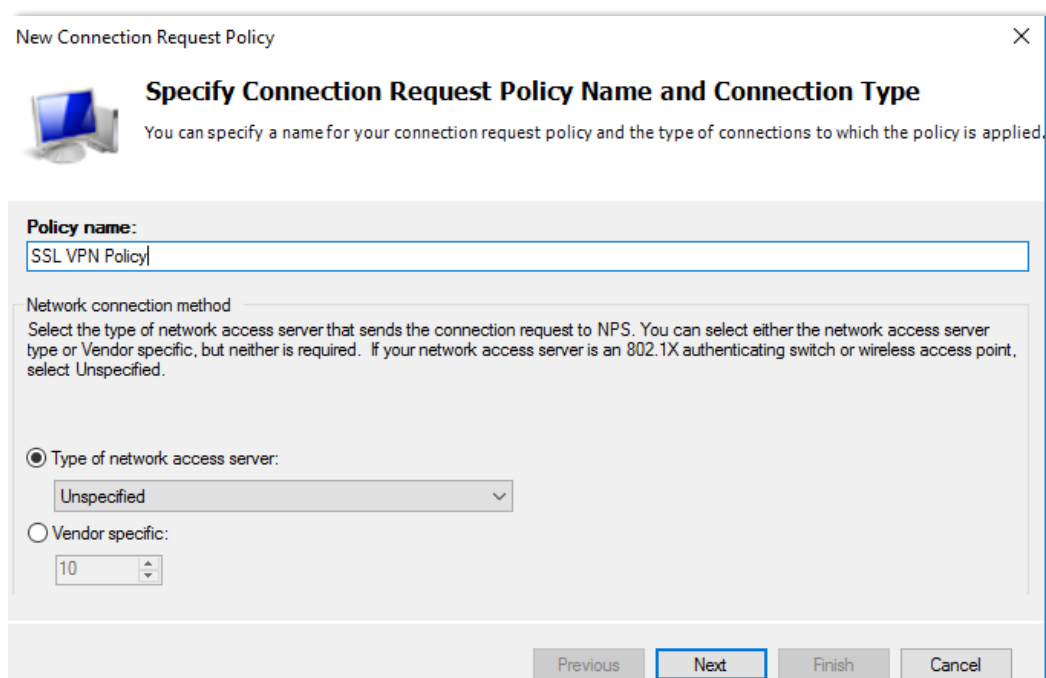 New Connection Request Policy
Specify Connection Request Policy Name and Connection Type
You can specify a name for your connection request policy and the type of connections to which the policy is applied.
Policy name:
SSL VPN Policy
Network connection method
Select the type of network access server that sends the connection request to NPS. You can select either the network access server
type or Vendor specific, but neither is required. If your network access server is an 802.1X authenticating switch or wireless access point,
select Unspecified.
Type of network access server:
Unspecified
Vendor specific:
10
Previous Next Finish Cancel